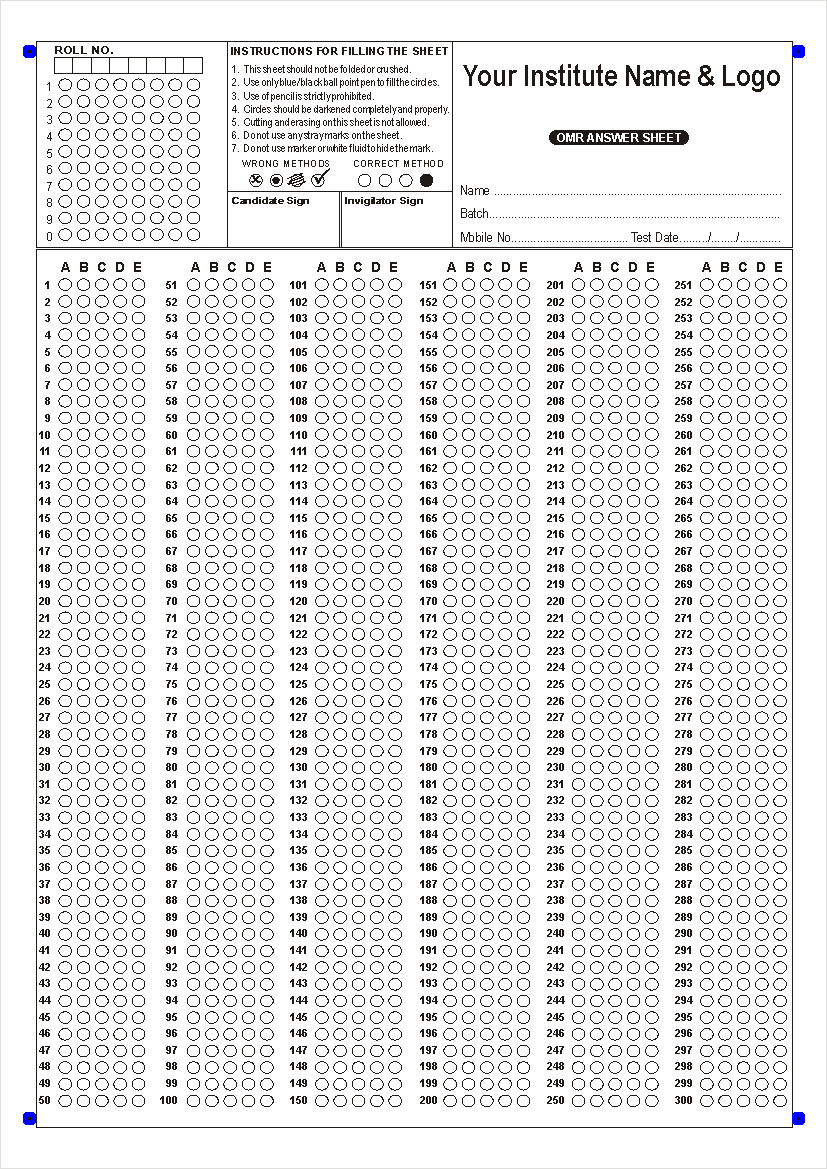 ROLL NO.
1
2
3
4
5
6
7
8
9
0
INSTRUCTIONS FOR FILLING THE SHEET
1. This sheet should not be folded or crushed.
2. Use only blue/black ball point pen to fill the circles.
3. Use of pencil is strictly prohibited.
4. Circles should be darkened completely and properly.
5. Cutting and erasing on this sheet is not allowed.
6. Do not use any stray marks on the sheet.
7. Do not use marker or white fluid to hide the mark.
WRONG METHODS CORRECT METHOD
Candidate Sign Invigilator Sign
Your Institute Name & Logo
OMR ANSWER SHEET
Name ................................................................................
Batch................................................................................
Mobile No................................ Test Date......../......./............
A B C D E A B C D E A B C D E A B C D E A B C D E A B C D E
1 51 101 151 201 251
2 52 102 152 202 252
3 53 103 153 203 253
4 54 104 154 204 254
5 55 105 155 205 255
6 56 106 156 206 256
7 57 107 157 207 257
8 58 108 158 208 258
9 59 109 159 209 259
10 60 110 160 210 260
11 61 111 161 211 261
12 62 112 162 212 262
13 63 113 163 213 263
14 64 114 164 214 264
15 65 115 165 215 265
16 66 116 166 216 266
17 67 117 167 217 267
18 68 118 168 218 268
19 69 119 169 219 269
20 70 120 170 220 270
21 71 121 171 221 271
22 72 122 172 222 272
23 73 123 173 223 273
24 74 124 174 224 274
25 75 125 175 225 275
26 76 126 176 226 276
27 77 127 177 227 277
28 78 128 178 228 278
29 79 129 179 229 279
30 80 130 180 230 280
31 81 131 181 231 281
32 82 132 182 232 282
33 83 133 183 233 283
34 84 134 184 234 284
35 85 135 185 235 285
36 86 136 186 236 286
37 87 137 187 237 287
38 88 138 188 238 288
39 89 139 189 239 289
40 90 140 190 240 290
41 91 141 191 241 291
42 92 142 192 242 292
43 93 143 193 243 293
44 94 144 194 244 294
45 95 145 195 245 295
46 96 146 196 246 296
47 97 147 197 247 297
48 98 148 198 248 298
49 99 149 199 249 299
50 100 150 200 250 300